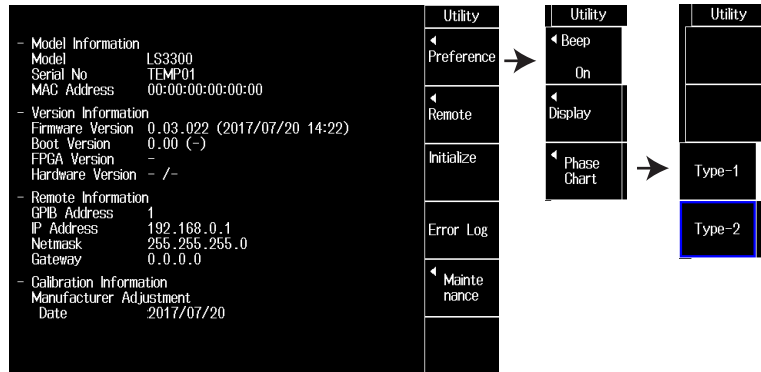 - Model Information
Model LS3300
Serial No TEMP01
MAC Address 00:00:00:00:00:00
- Version Information
Firmware Version 0.03.022 (2017/07/20 14:22)
Boot Version 0.00 (-)
FPGA Version -
Hardware Version - /-
- Remote Information
GPIB Address 1
IP Address 192.168.0.1
Netmask 255.255.255.0
Gateway 0.0.0.0
- Calibration Information
Manufacturer Adjustment
Date :2017/07/20
Utility
Preference
Remote
Initialize
Error Log
Mainte
nance
Utility
Beep
On
Display
Phase
Chart
Utility
Type-1
Type-2